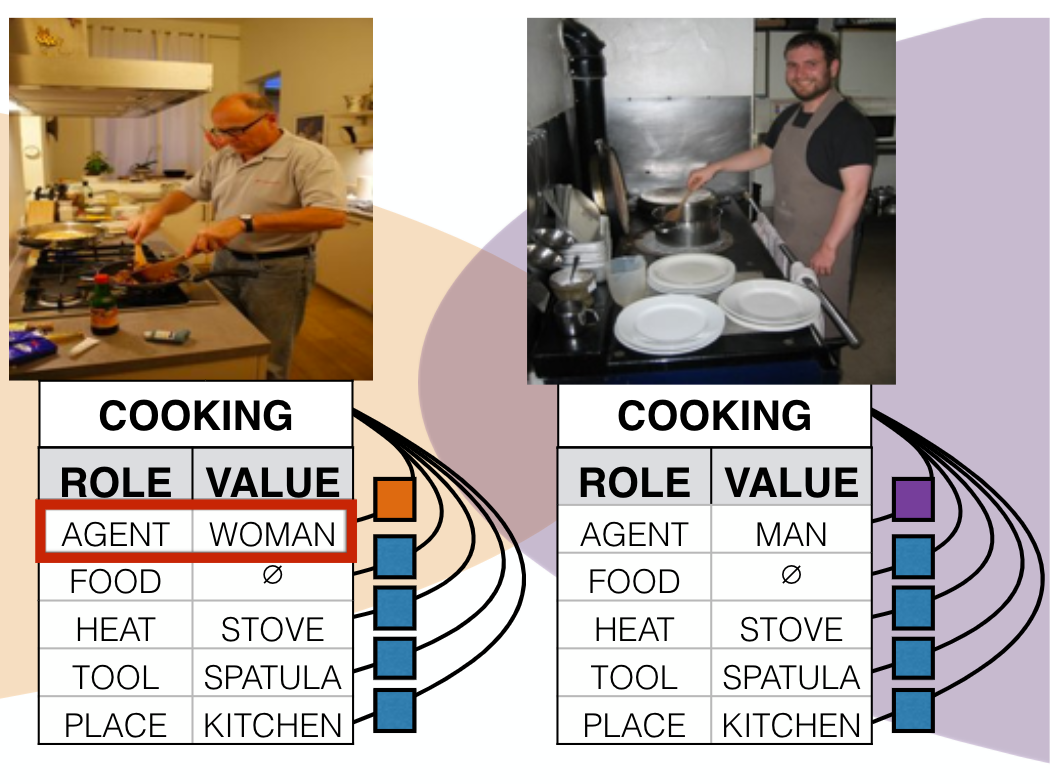 COOKING
ROLE VALUE
AGENT WOMAN
FOOD ∅
HEAT STOVE
TOOL SPATULA
PLACE KITCHEN
COOKING
ROLE VALUE
AGENT MAN
FOOD ∅
HEAT STOVE
TOOL SPATULA
PLACE KITCHEN